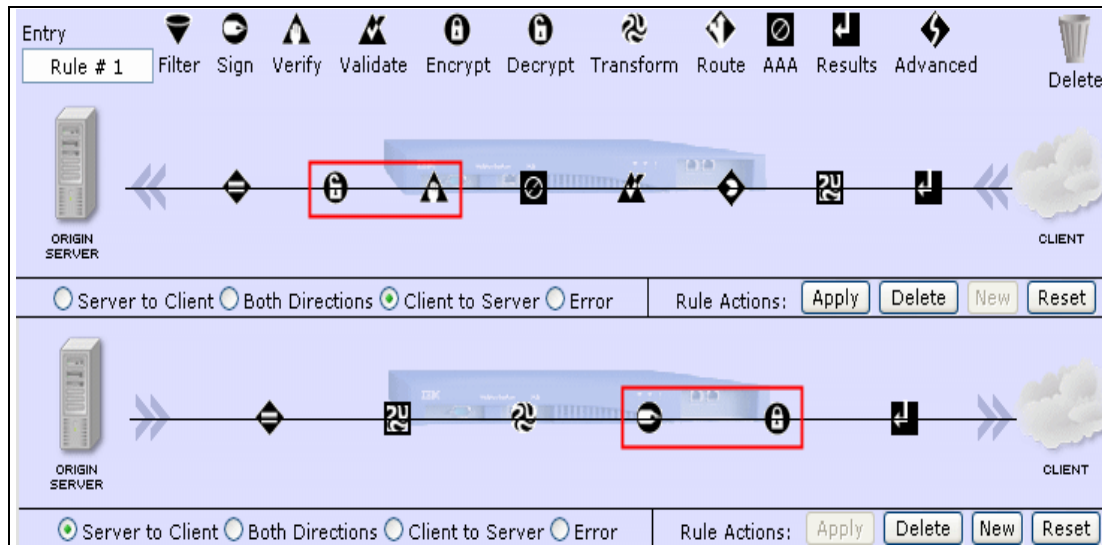 Entry
Rule # 1
Filter Sign Verify Validate Encrypt Decrypt Transform Route AAA Results Advanced
Delete
ORIGIN
SERVER
CLIENT
Server to Client Both Directions Client to Server Error Rule Actions: Apply Delete New Reset
IBM
ORIGIN
SERVER
CLIENT
Server to Client Both Directions Client to Server Error Rule Actions: Apply Delete New Reset